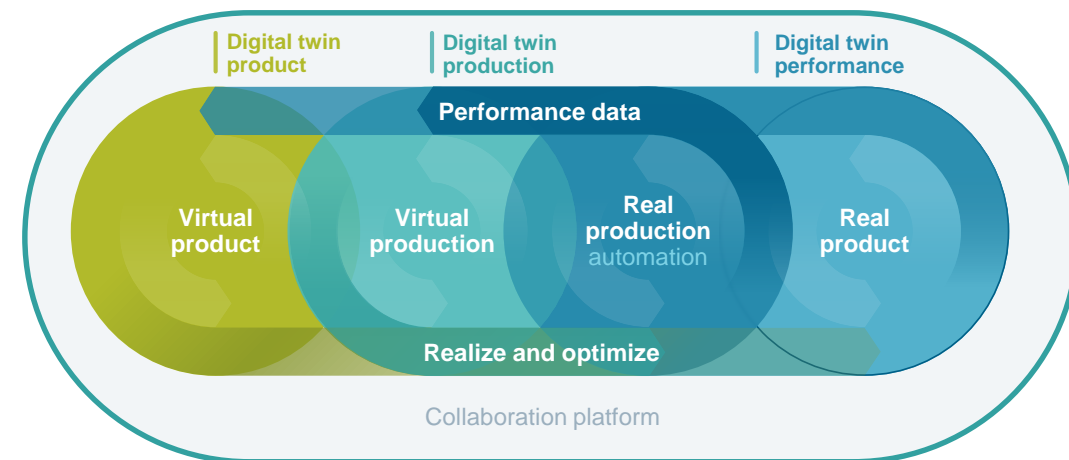 Digital twin
product
Digital twin
production
Digital twin
performance
Performance data
Virtual
product
Virtual
production
Real
production
automation
Real
product
Realize and optimize
Collaboration platform